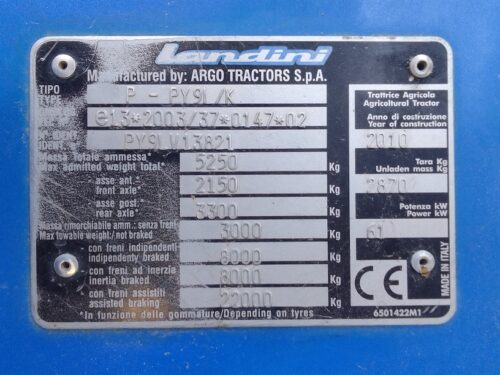 Landini
Manufactured by: ARGO TRACTORS S.p.A.
TIPO
TYPE P - PY9L/K
e13*2003/37*0147*02
N° IDENT.
IDENT. N° PY9LV13821
Massa Totale ammessa*
Max admitted weight total* 5250 Kg
asse ant.*
front axle* 2150 Kg
asse post.*
rear axle* 3300 Kg
Massa rimorchiabile amm.: senza freni
Max towable weight: not braked 3000 Kg
con freni indipendenti
indipendenty braked 6000 Kg
con freni ad inerzia
inertia braked 8000 Kg
con freni assistiti
assisted braking 22000 Kg
*In funzione delle gommature/Depending on tyres
Trattrice Agricola
Agricoltural Tractor
Anno di costruzione
Year of construction
2010
Tara Kg
Unladen mass Kg
2870
Potenza kW
Power kW
61
CE
MADE IN ITALY
6501422M1